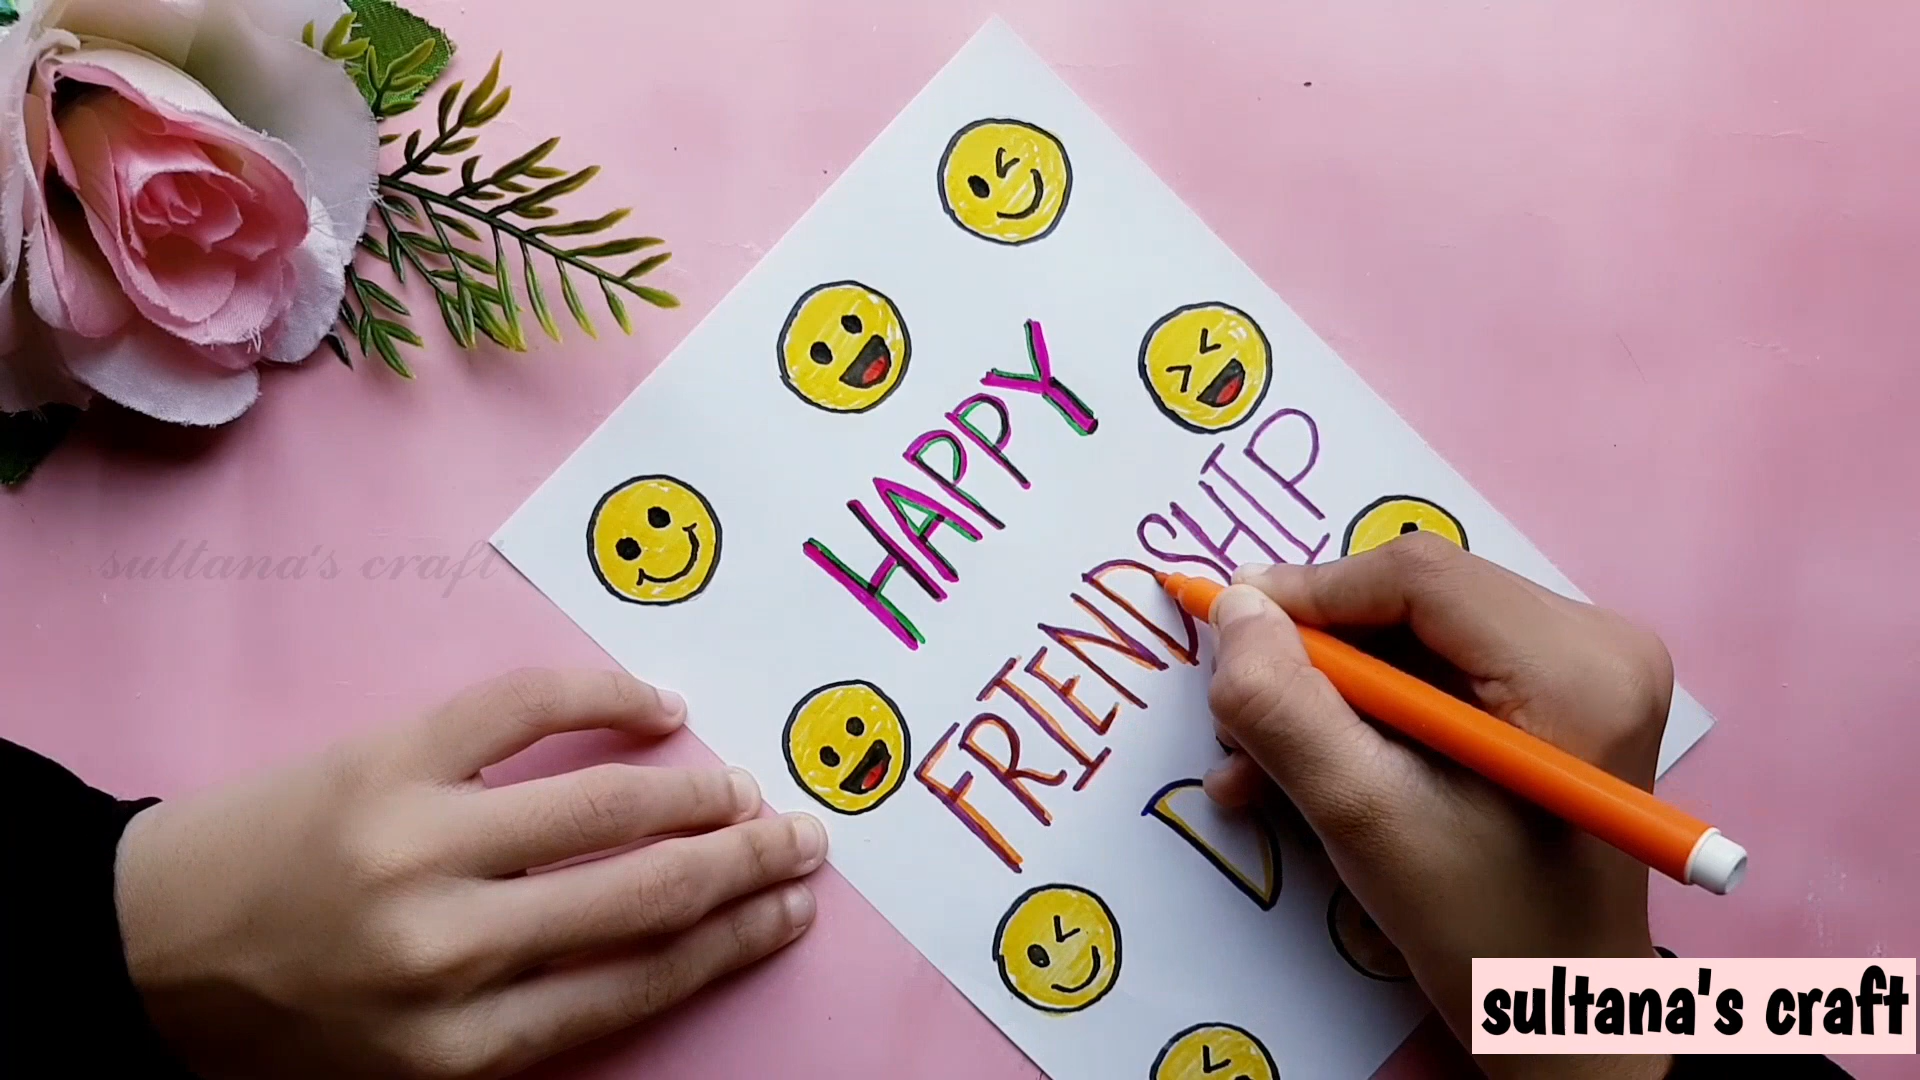 HAPPY
FRIENDSHIP
D
sultana's craft
sultana's craft